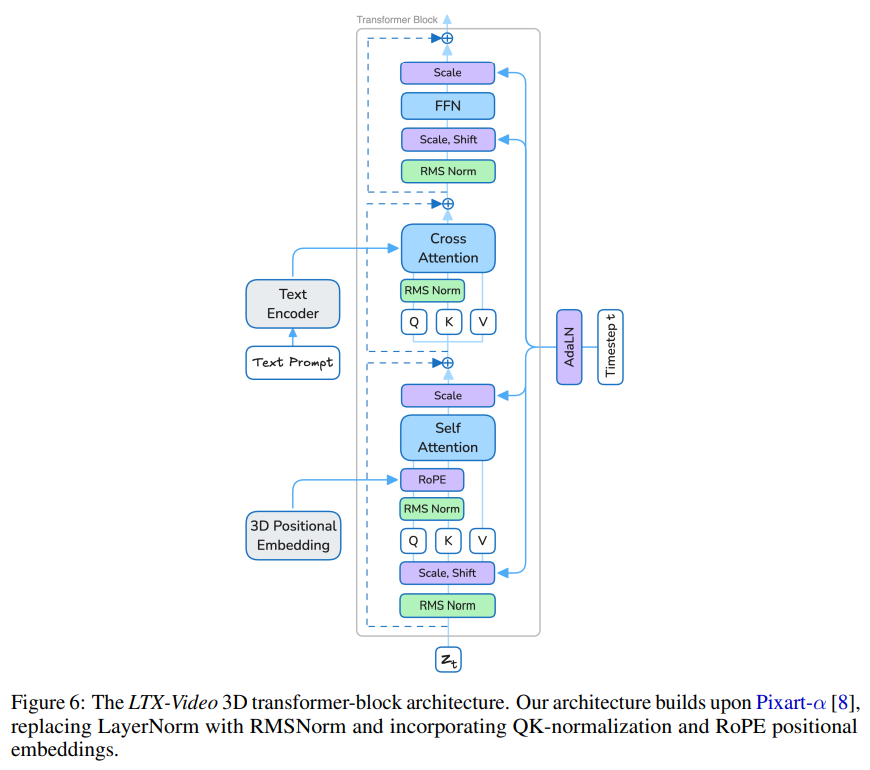 Transformer Block
Scale
FFN
Scale, Shift
RMS Norm
Cross
Attention
RMS Norm
Q K V
Text
Encoder
Text Prompt
AdaLN
Timestep t
Scale
Self
Attention
RoPE
RMS Norm
Q K V
3D Positional
Embedding
Scale, Shift
RMS Norm
zt
Figure 6: The LTX-Video 3D transformer-block architecture. Our architecture builds upon Pixart-α [8],
replacing LayerNorm with RMSNorm and incorporating QK-normalization and RoPE positional
embeddings.